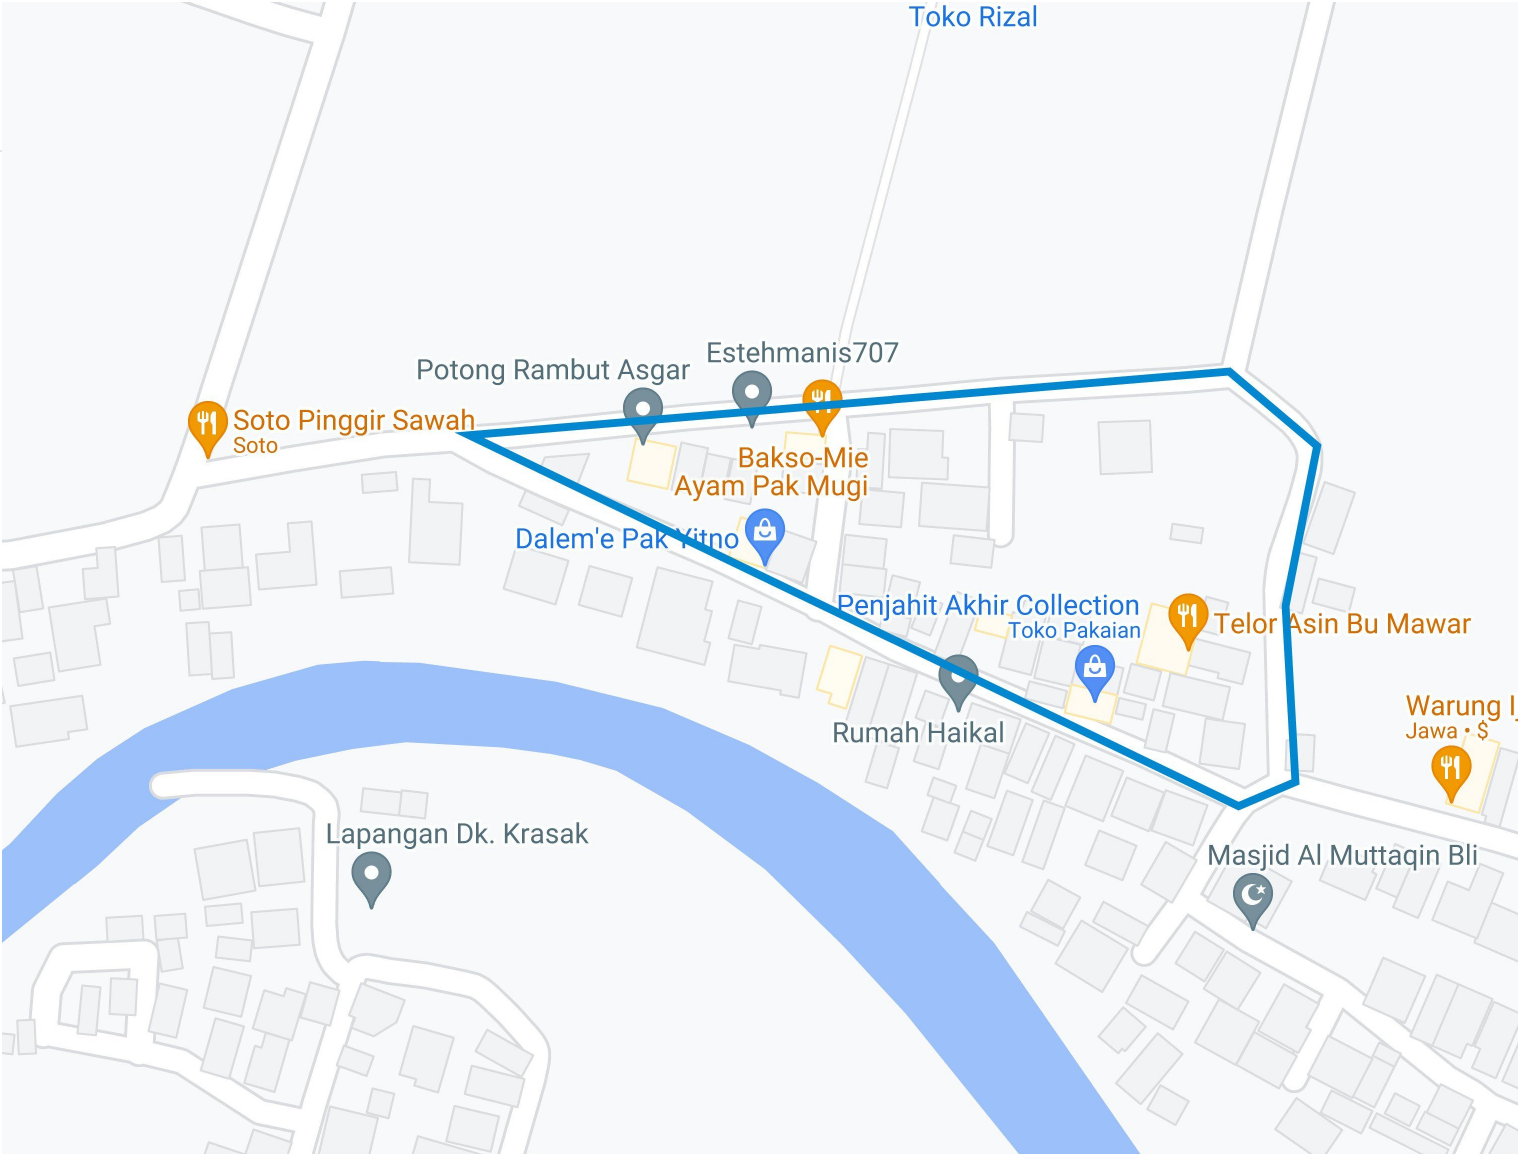 Toko Rizal
Estehmanis707
Potong Rambut Asgar
Soto Pinggir Sawah
Soto
Bakso-Mie
Ayam Pak Mugi
Dalem'e Pak Yitno
Penjahit Akhir Collection
Toko Pakaian
Telor Asin Bu Mawar
Warung
Jawa • $
Rumah Haikal
Lapangan Dk. Krasak
Masjid Al Muttaqin Bli